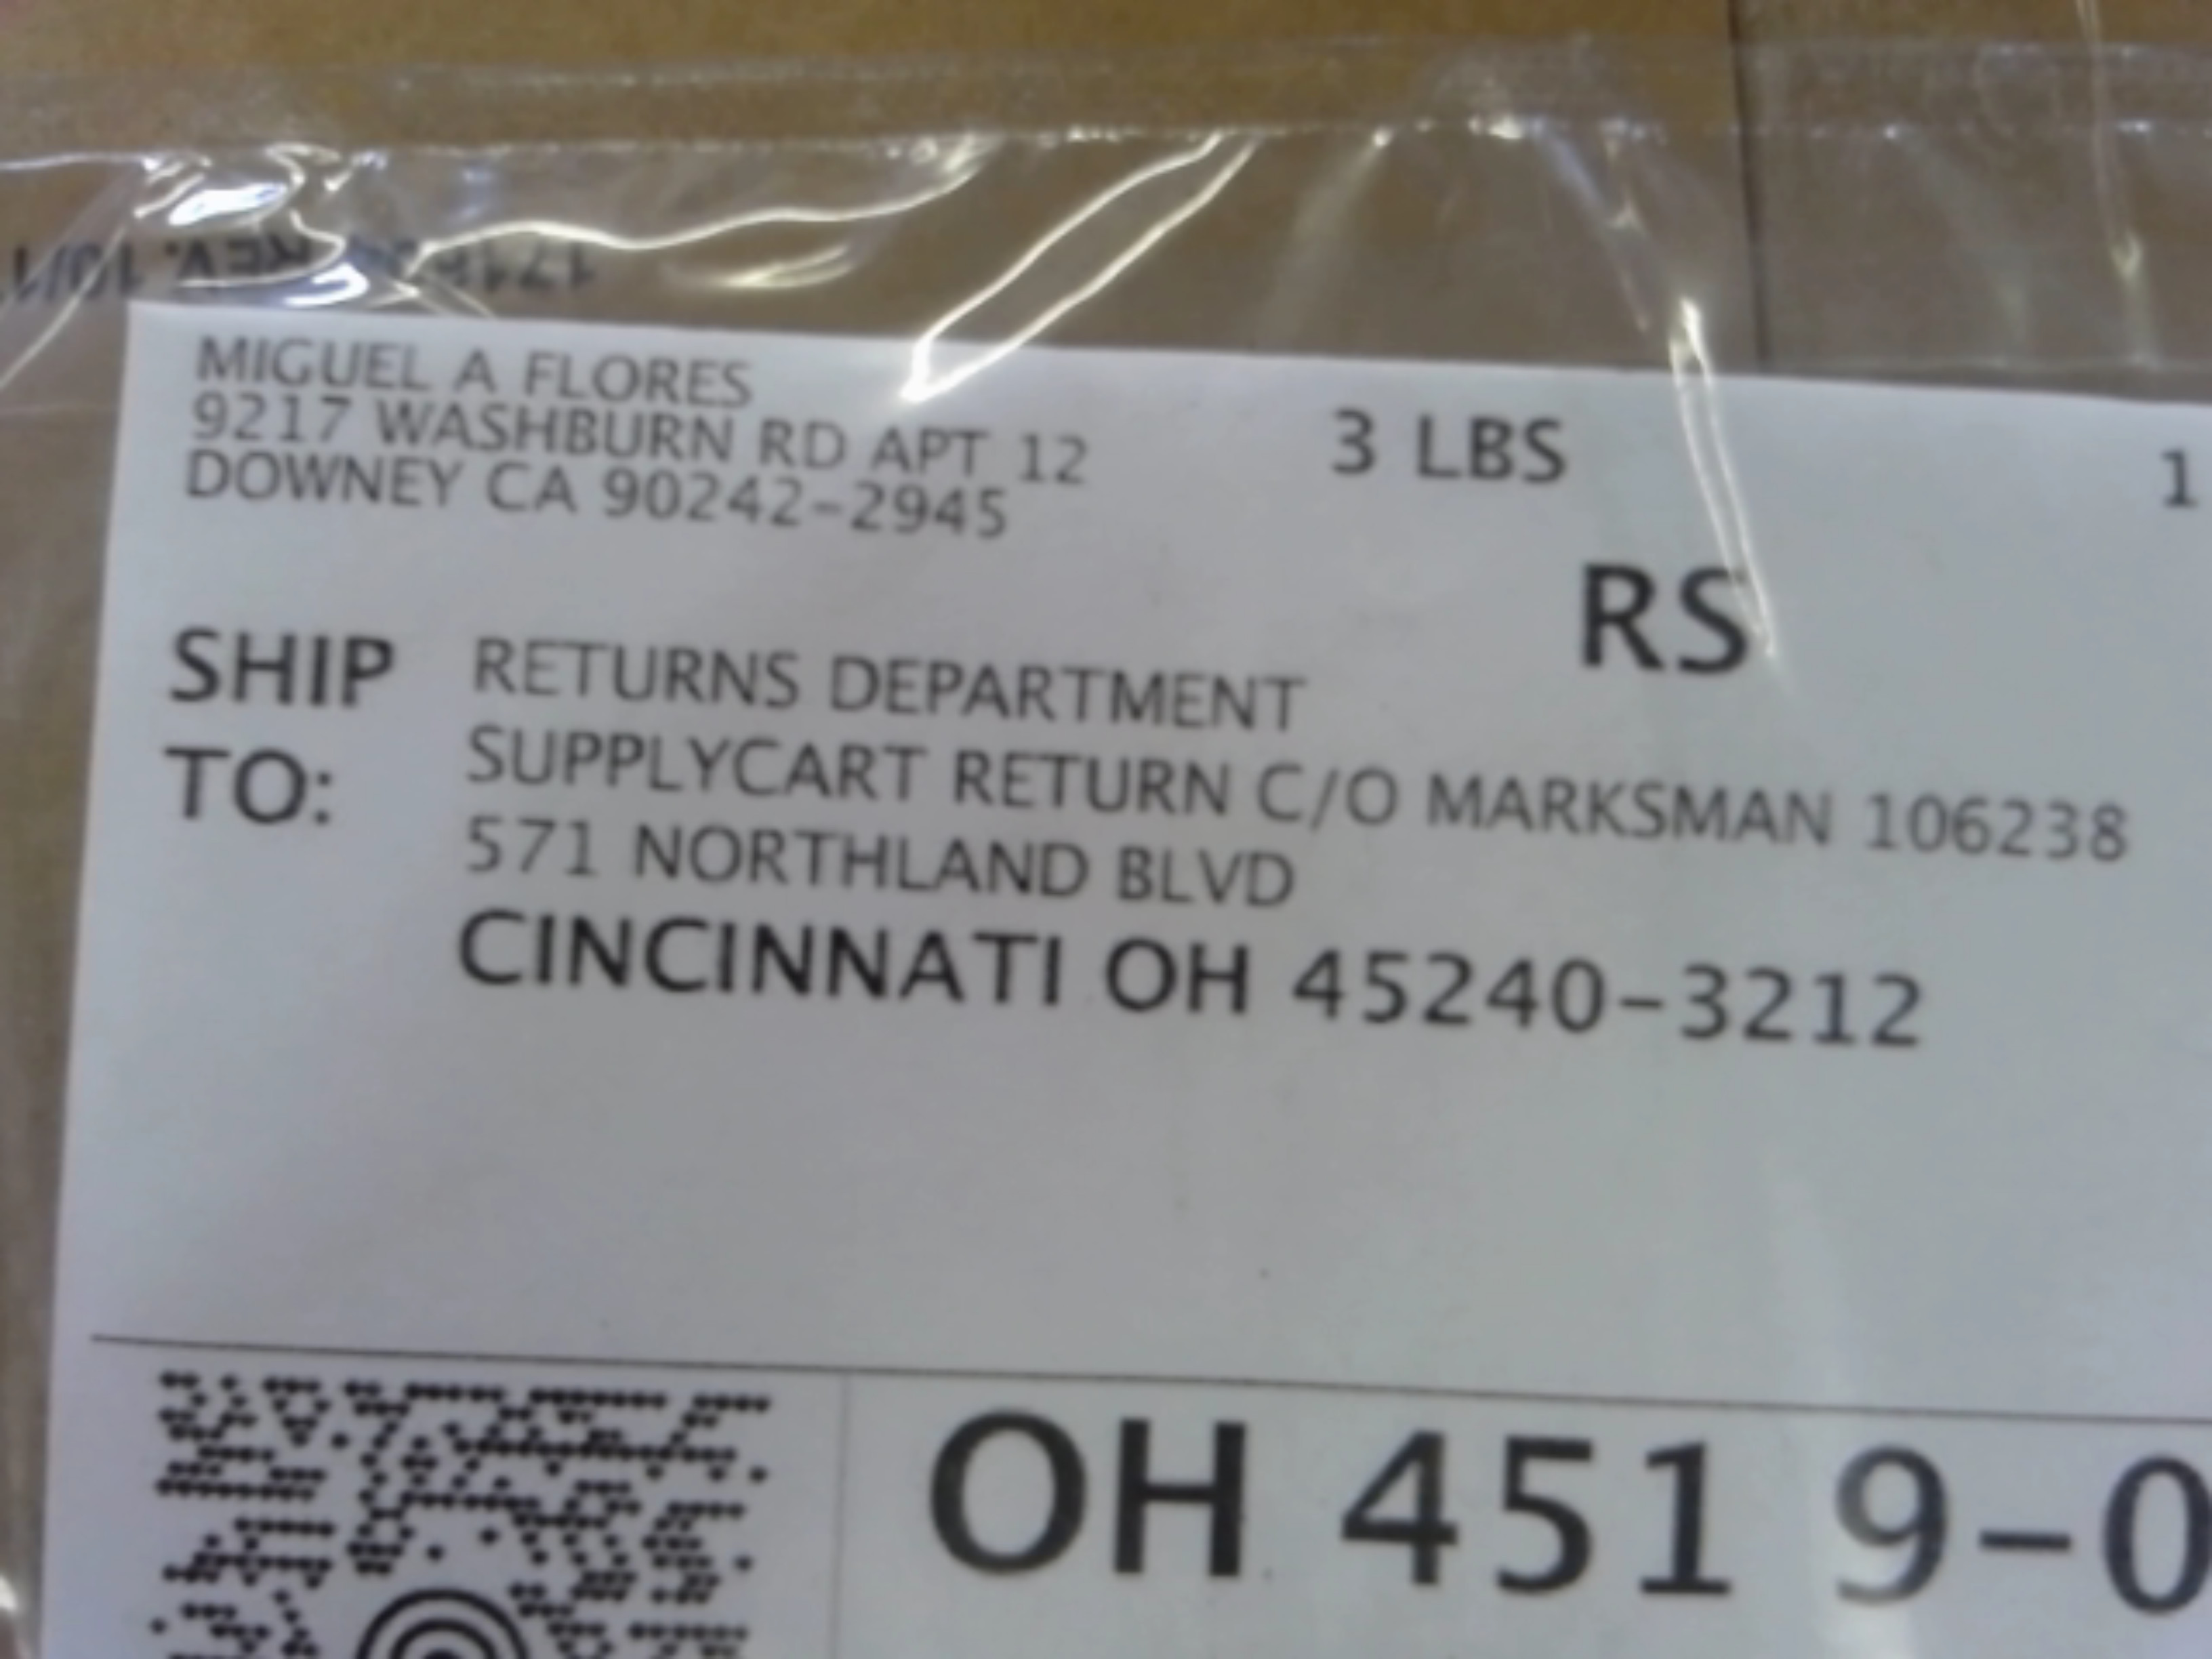 MIGUEL A FLORES
9217 WASHBURN RD APT 12
DOWNEY CA 90242-2945
3 LBS
1
RS
SHIP TO:
RETURNS DEPARTMENT
SUPPLYCART RETURN C/O MARKSMAN 106238
571 NORTHLAND BLVD
CINCINNATI OH 45240-3212
OH 451 9-0